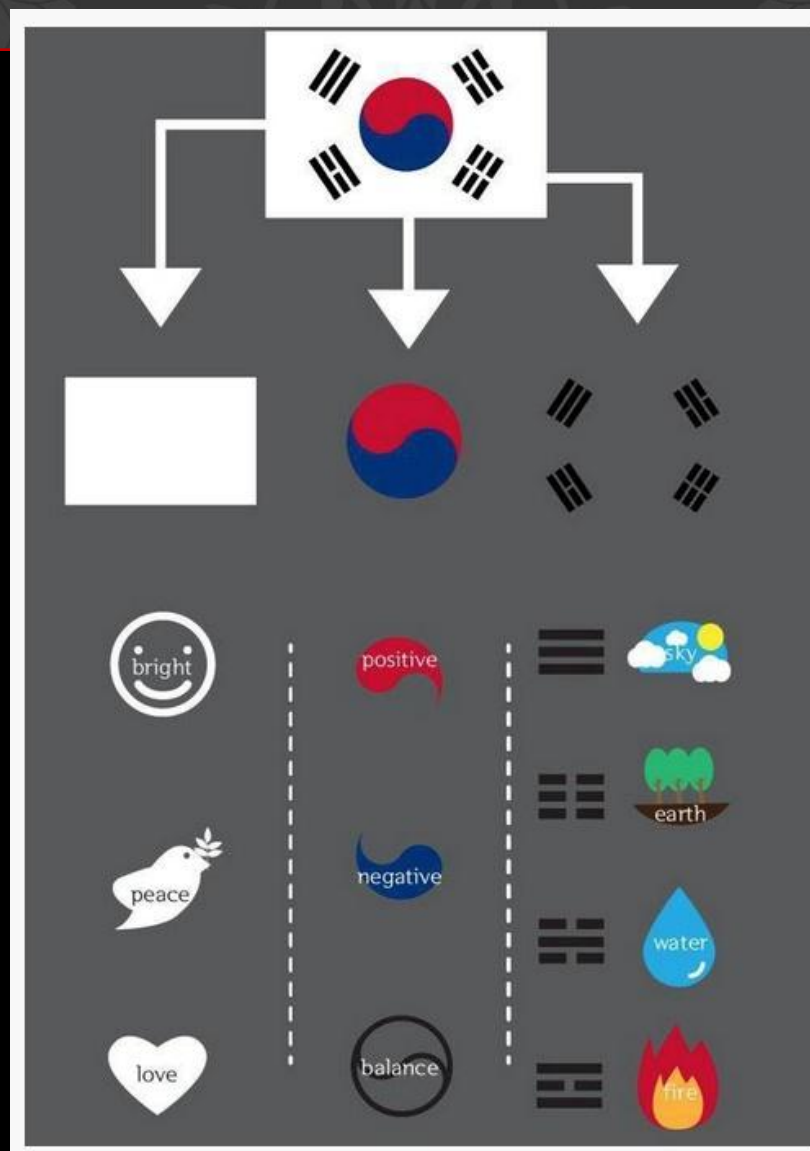 bright
peace
love
positive
negative
balance
sky
earth
water
fire